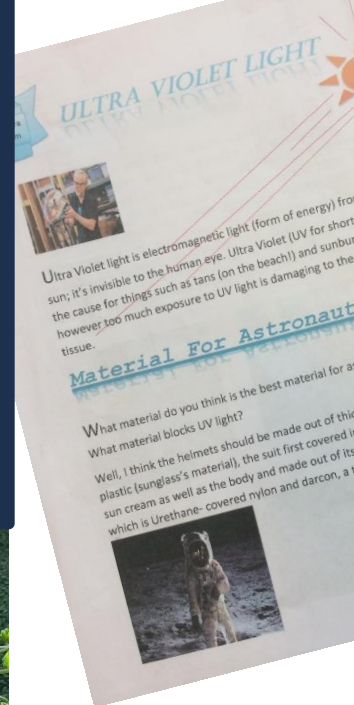 ULTRA VIOLET LIGHT
Ultra Violet light is electromagnetic light (form of energy)
sun; it's invisible to the human eye. Ultra Violet (UV for short
the cause for things such as tans (on the beach!) and
however too much exposure to UV light is damaging to the
tissue.
Material For
What material do you think is the best material for
What material blocks UV light?
Well, I think the helmets should be made out of
plastic (sunglass's material), the suit first covered
sun cream as well as the body and made out of its
which is Urethane- covered nylon and darcon, a